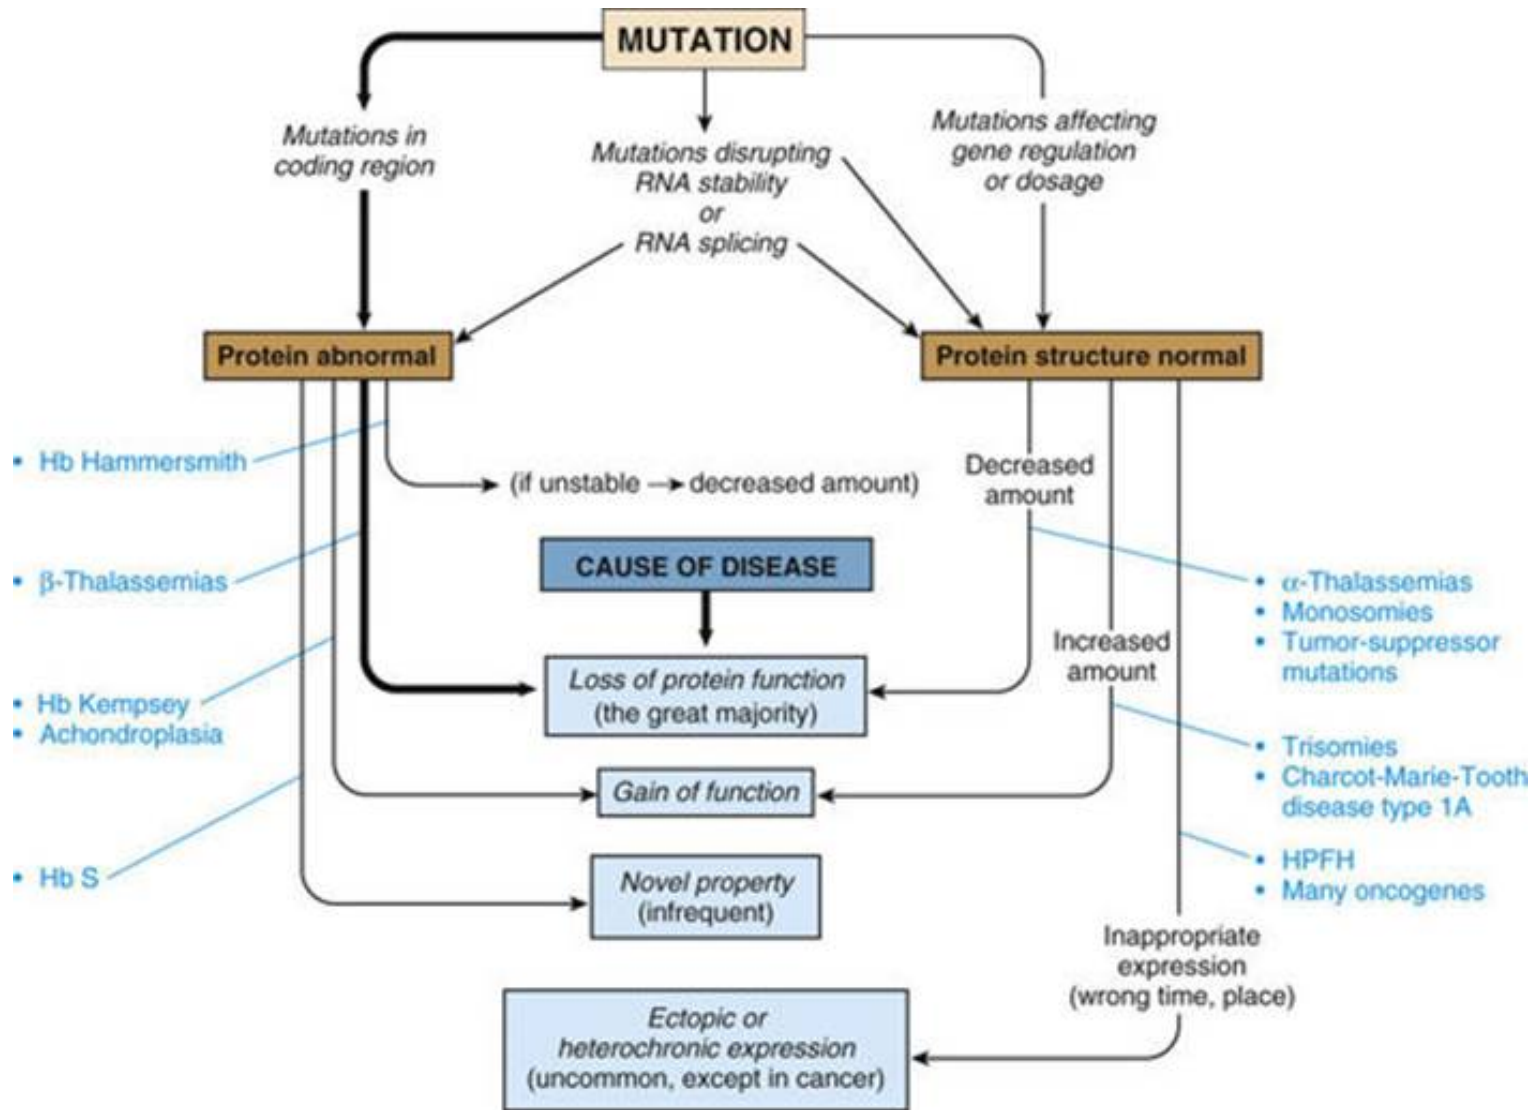 MUTATION
Mutations in
coding region
Mutations disrupting
RNA stability
or
RNA splicing
Mutations affecting
gene regulation
or dosage
Protein abnormal
Protein structure normal
• Hb Hammersmith
(if unstable → decreased amount)
Decreased
amount
• β-Thalassemias
CAUSE OF DISEASE
• α-Thalassemias
• Monosomies
• Tumor-suppressor
mutations
Increased
amount
Loss of protein function
(the great majority)
• Hb Kempsey
• Achondroplasia
• Trisomies
• Charcot-Marie-Tooth
disease type 1A
Gain of function
• Hb S
Novel property
(infrequent)
• HPFH
• Many oncogenes
Inappropriate
expression
(wrong time, place)
Ectopic or
heterochronic expression
(uncommon, except in cancer)